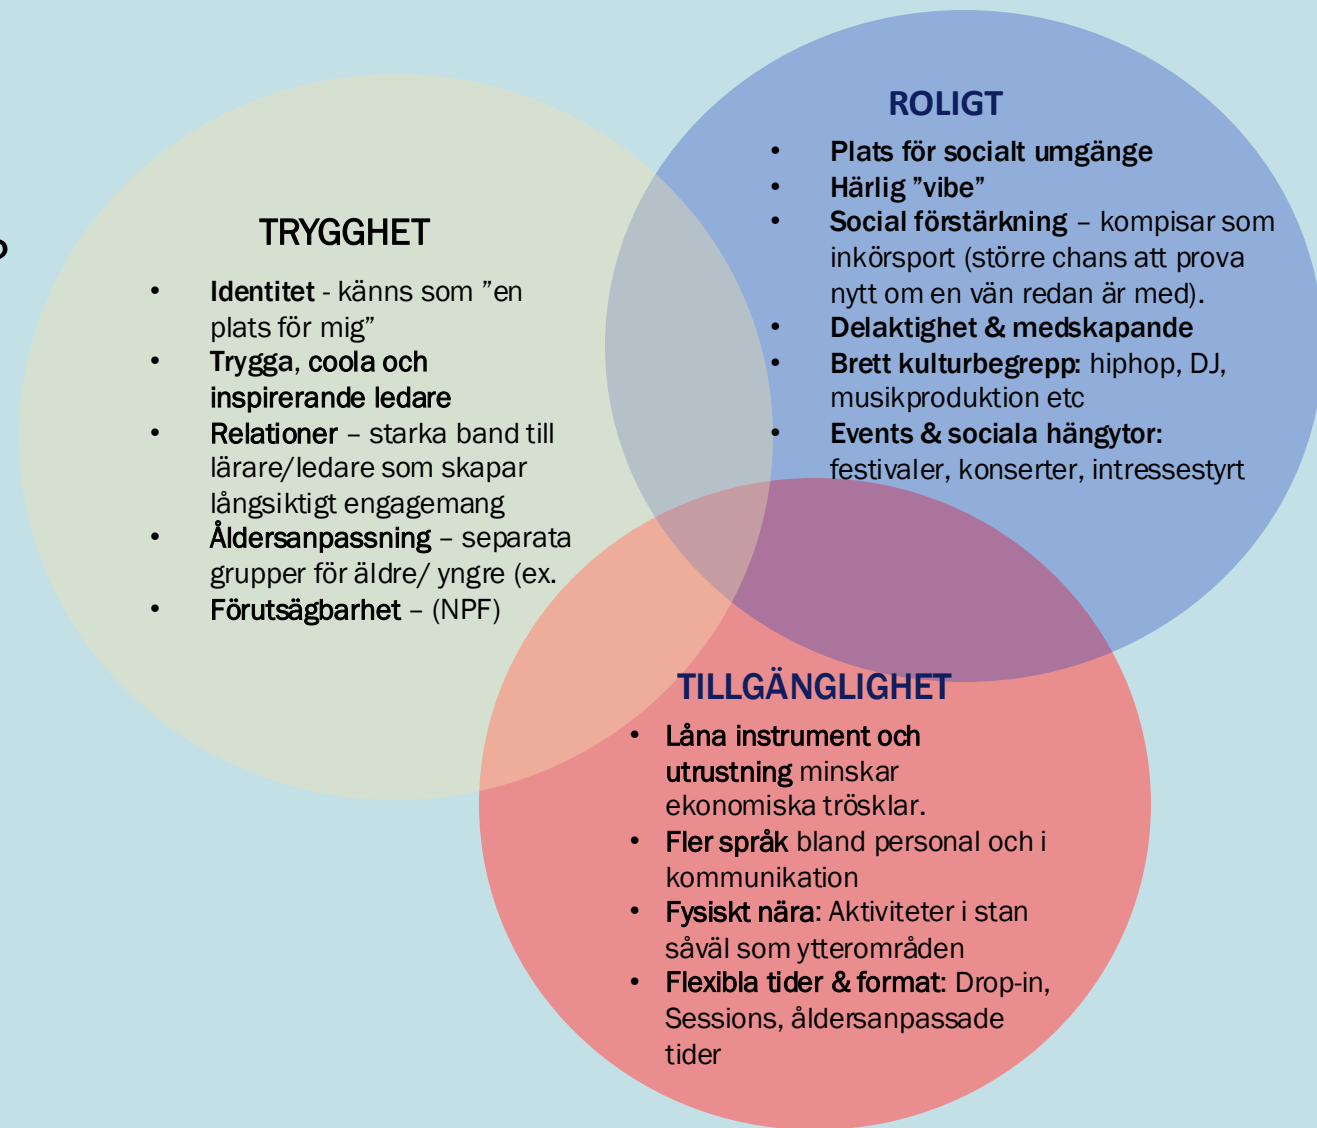 TRYGGHET
• Identitet - känns som ”en
plats för mig”
• Trygga, coola och
inspirerande ledare
• Relationer – starka band till
lärare/ledare som skapar
långsiktigt engagemang
• Åldersanpassning – separata
grupper för äldre/ yngre (ex.
• Förutsägbarhet – (NPF)
ROLIGT
• Plats för socialt umgänge
• Härlig ”vibe”
• Social förstärkning – kompisar som
inkörsport (större chans att prova
nytt om en vän redan är med).
• Delaktighet & medskapande
• Brett kulturbegrepp: hiphop, DJ,
musikproduktion etc
• Events & sociala hängytor:
festivaler, konserter, intressestyrt
TILLGÄNGLIGHET
• Låna instrument och
utrustning minskar
ekonomiska trösklar.
• Fler språk bland personal och i
kommunikation
• Fysiskt nära: Aktiviteter i stan
såväl som ytterområden
• Flexibla tider & format: Drop-in,
Sessions, åldersanpassade
tider